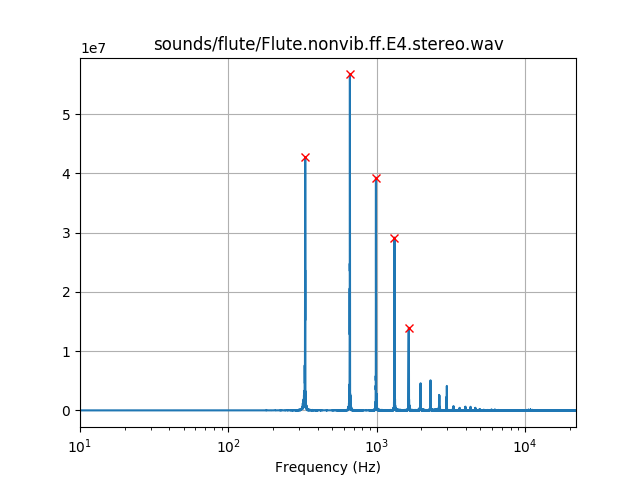 sounds/flute/Flute.nonvib.ff.E4.stereo.wav
1e7
5
4
3
2
1
0
10¹ 10² 10³ 10⁴
Frequency (Hz)